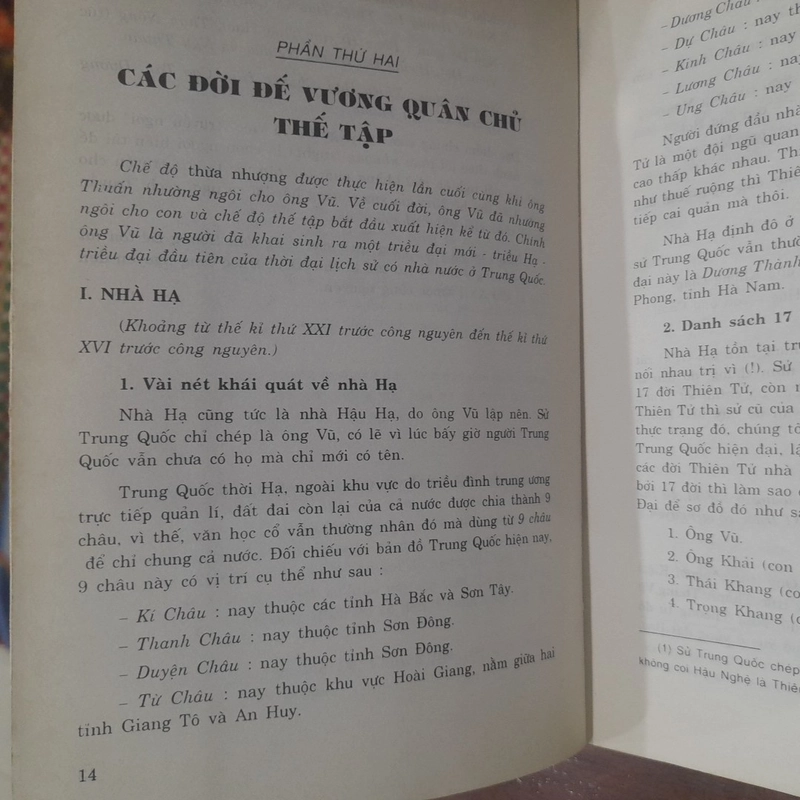 PHẦN THỨ HAI
CÁC ĐỜI ĐẾ VƯƠNG QUÂN CHỦ
THẾ TẬP
Chế độ thừa nhượng được thực hiện lần cuối cùng khi ông
Thuấn nhường ngôi cho ông Vũ. Về cuối đời, ông Vũ đã nhường
ngôi cho con và chế độ thế tập bắt đầu xuất hiện kể từ đó. Chính
ông Vũ là người đã khai sinh ra một triều đại mới - triều Hạ -
triều đại đầu tiên của thời đại lịch sử có nhà nước ở Trung Quốc.
I. NHÀ HẠ
(Khoảng từ thế kỉ thứ XXI trước công nguyên đến thế kỉ thứ
XVI trước công nguyên.)
1. Vài nét khái quát về nhà Hạ
Nhà Hạ cũng tức là nhà Hậu Hạ, do ông Vũ lập nên. Sử
Trung Quốc chỉ chép là ông Vũ, có lẽ vì lúc bấy giờ người Trung
Quốc vẫn chưa có họ mà chỉ mới có tên.
Trung Quốc thời Hạ, ngoài khu vực do triều đình trung ương
trực tiếp quản lí, đất đai còn lại của cả nước được chia thành 9
châu, vì thế, văn học cổ vẫn thường nhân đó mà dùng từ 9 châu
để chỉ chung cả nước. Đối chiếu với bản đồ Trung Quốc hiện nay,
9 châu này có vị trí cụ thể như sau :
– Kí Châu : nay thuộc các tỉnh Hà Bắc và Sơn Tây.
– Thanh Châu : nay thuộc tỉnh Sơn Đông.
– Duyện Châu : nay thuộc tỉnh Sơn Đông.
– Từ Châu : nay thuộc khu vực Hoài Giang, nằm giữa hai
tỉnh Giang Tô và An Huy.
14
– Dương Châu
– Dự Châu : nay th
– Kinh Châu : nay
– Lương Châu : nay
– Ung Châu : nay
Người đứng đầu nhà
Tử là một đội ngũ quan
cao thấp khác nhau. Th
như thuế ruộng thì Thiê
tiếp cai quản mà thôi.
Nhà Hạ định đô ở
sử Trung Quốc vẫn thườ
đai này là Dương Thành
Phong, tỉnh Hà Nam.
2. Danh sách 17
Nhà Hạ tồn tại tr
nối nhau trị vì (!). Sử
17 đời Thiên Tử, còn
Thiên Tử thì sử cũ của
thực trạng đó, chúng tô
Trung Quốc hiện đại, lậ
các đời Thiên Tử nhà
bởi 17 đời thì làm sao
Đại để sơ đồ đó như sa
1. Ông Vũ.
2. Ông Khải (con
3. Thái Khang (co
4. Trọng Khang (c
(1) Sử Trung Quốc chép
không coi Hậu Nghệ là Thiê